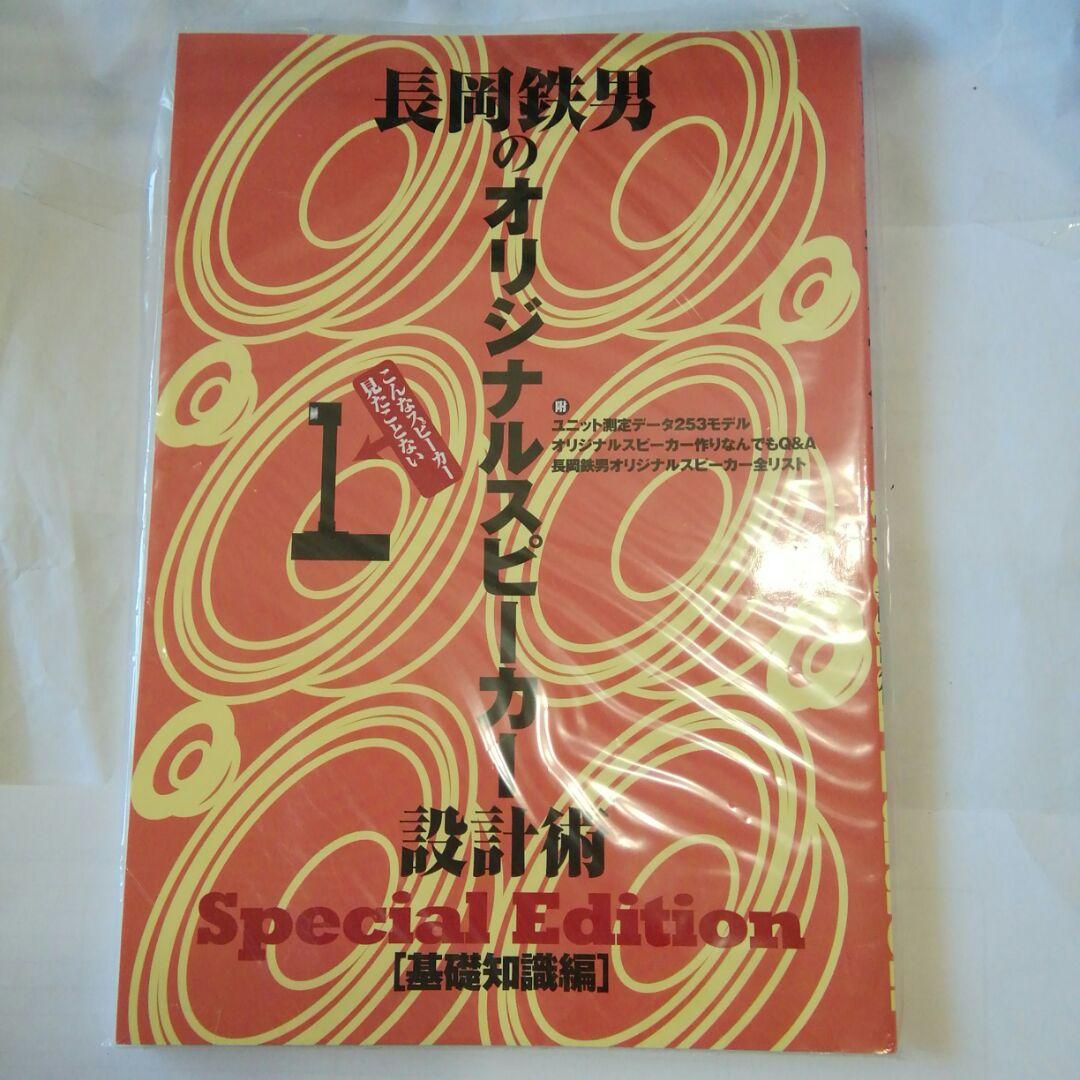 長岡鉄男
の
オリジナルスピーカー
設計術
Special Edition
[基礎知識編]
こんなスピーカー
見たことない
附
ユニット測定データ253モデル
オリジナルスピーカー作りなんでもQ&A
長岡鉄男オリジナルスピーカー全リスト